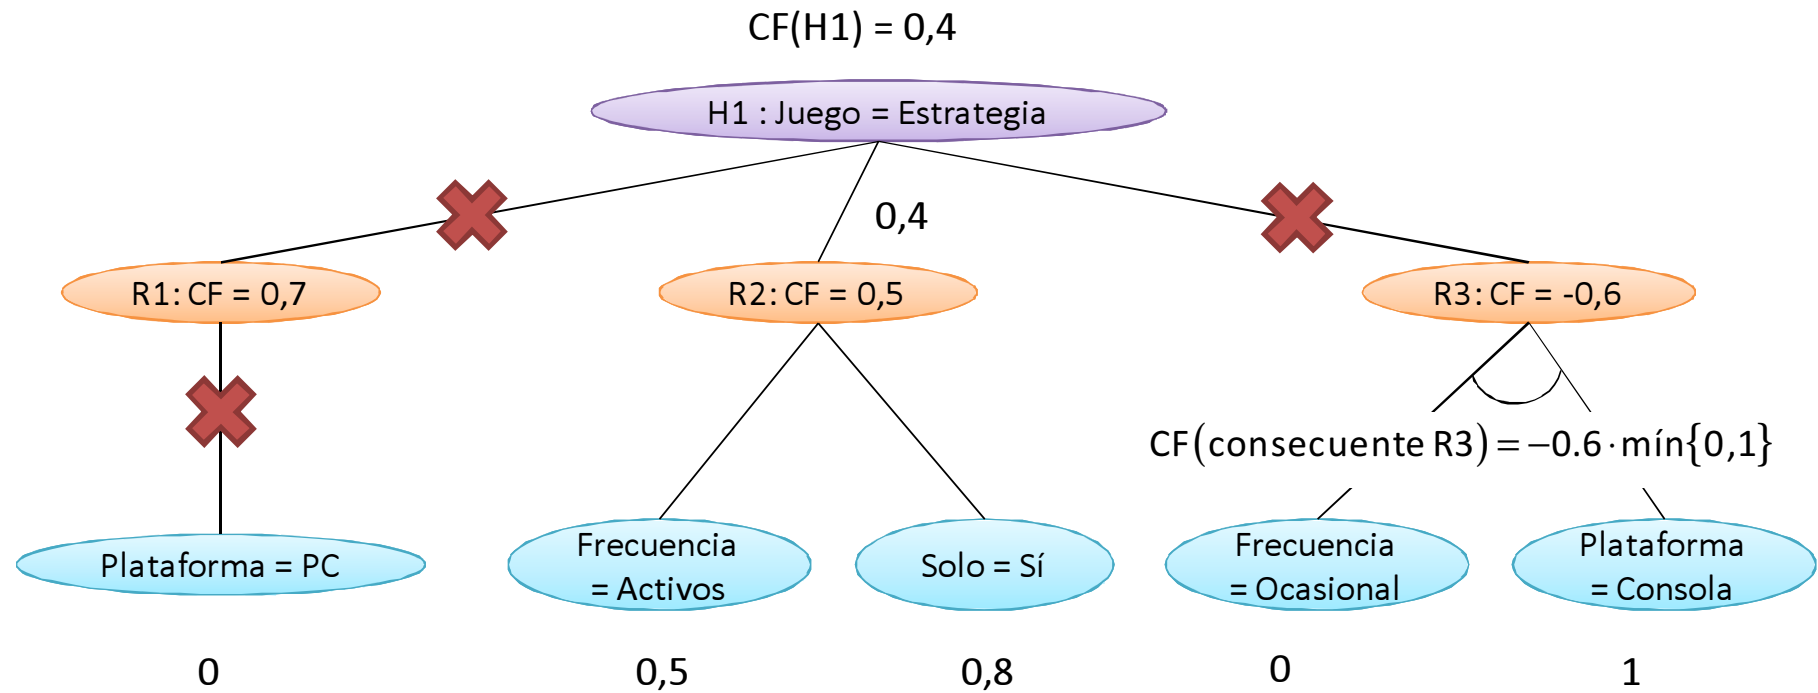 CF(H1) = 0,4
H1 : Juego = Estrategia
0,4
R1: CF = 0,7
R2: CF = 0,5
R3: CF = -0,6
CF(consecuente R3) = −0.6 · mín{0,1}
Plataforma = PC
Frecuencia
= Activos
Solo = Sí
Frecuencia
= Ocasional
Plataforma
= Consola
0
0,5
0,8
0
1